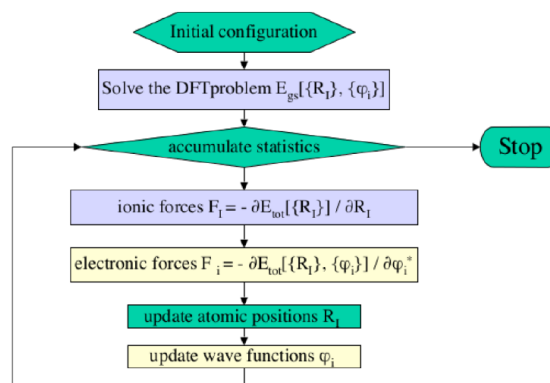 Initial configuration
Solve the DFTproblem E_gs[{R_I}, {φ_i}]
accumulate statistics
Stop
ionic forces F_I = - ∂E_tot[{R_I}] / ∂R_I
electronic forces F_i = - ∂E_tot[{R_I}, {φ_i}] / ∂φ_i*
update atomic positions R_I
update wave functions φ_i